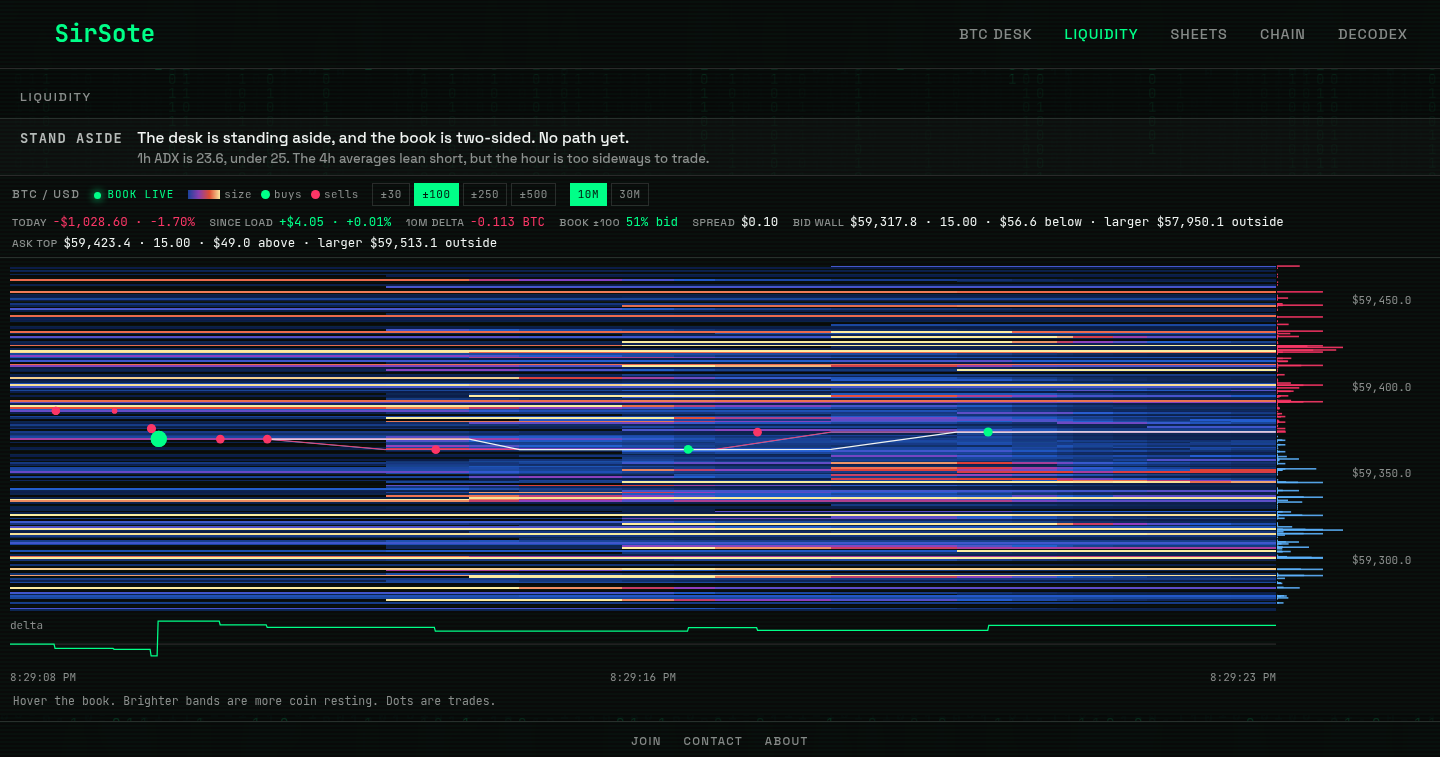 SirSote
BTC DESK LIQUIDITY SHEETS CHAIN DECODEX
LIQUIDITY
STAND ASIDE The desk is standing aside, and the book is two-sided. No path yet.
1h ADX is 23.6, under 25. The 4h averages lean short, but the hour is too sideways to trade.
BTC / USD BOOK LIVE size buys sells ±30 ±100 ±250 ±500 10M 30M
TODAY -$1,028.60 · -1.70% SINCE LOAD +$4.05 · +0.01% 10M DELTA -0.113 BTC BOOK ±100 51% bid SPREAD $0.10 BID WALL $59,317.8 · 15.00 · $56.6 below · larger $57,950.1 outside
ASK TOP $59,423.4 · 15.00 · $49.0 above · larger $59,513.1 outside
$59,450.0
$59,400.0
$59,350.0
$59,300.0
delta
8:29:08 PM 8:29:16 PM 8:29:23 PM
Hover the book. Brighter bands are more coin resting. Dots are trades.
JOIN CONTACT ABOUT